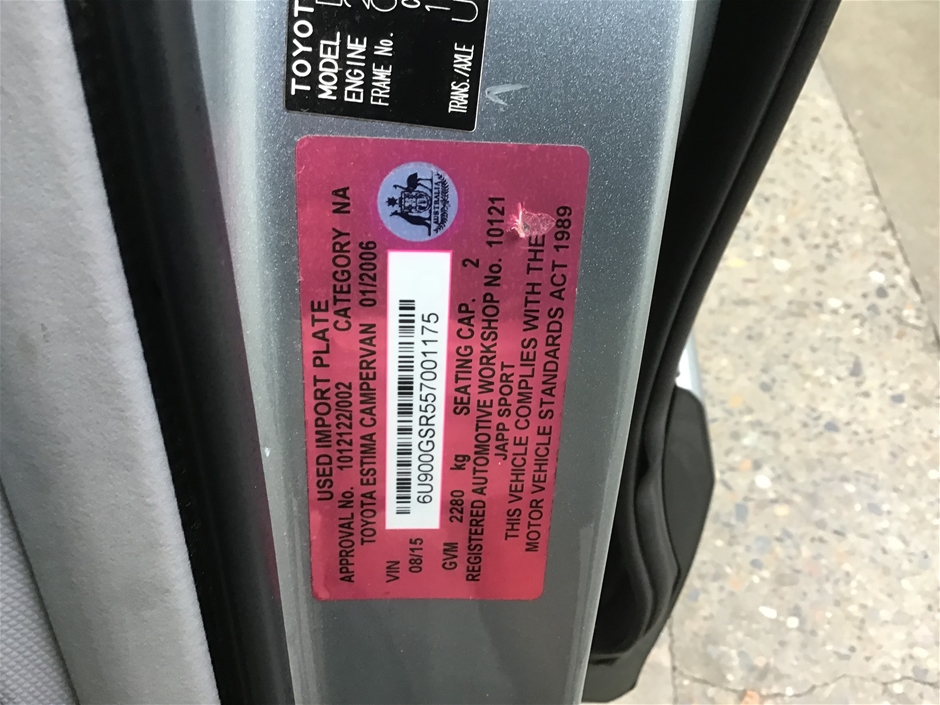 TOYOT
MODEL
ENGINE
FRAME No.
TRANS./AXLE
USED IMPORT PLATE
APPROVAL No. 1012122/002 CATEGORY NA
TOYOTA ESTIMA CAMPERVAN 01/2006
AUSTRALIA
VIN
08/15
6U900GSR557001175
GVM 2280 kg SEATING CAP. 2
REGISTERED AUTOMOTIVE WORKSHOP No. 10121
JAPP SPORT
THIS VEHICLE COMPLIES WITH THE
MOTOR VEHICLE STANDARDS ACT 1989